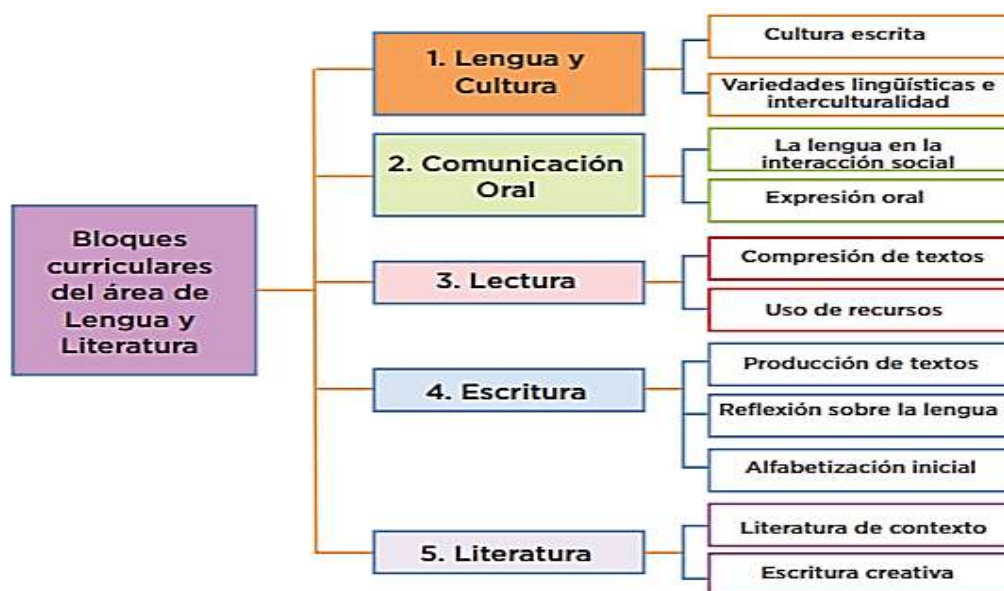 Bloques
curriculares
del área de
Lengua y
Literatura
1. Lengua y
Cultura
Cultura escrita
Variedades lingüísticas e
interculturalidad
2. Comunicación
Oral
La lengua en la
interacción social
Expresión oral
3. Lectura
Compresión de textos
Uso de recursos
4. Escritura
Producción de textos
Reflexión sobre la lengua
Alfabetización inicial
5. Literatura
Literatura de contexto
Escritura creativa